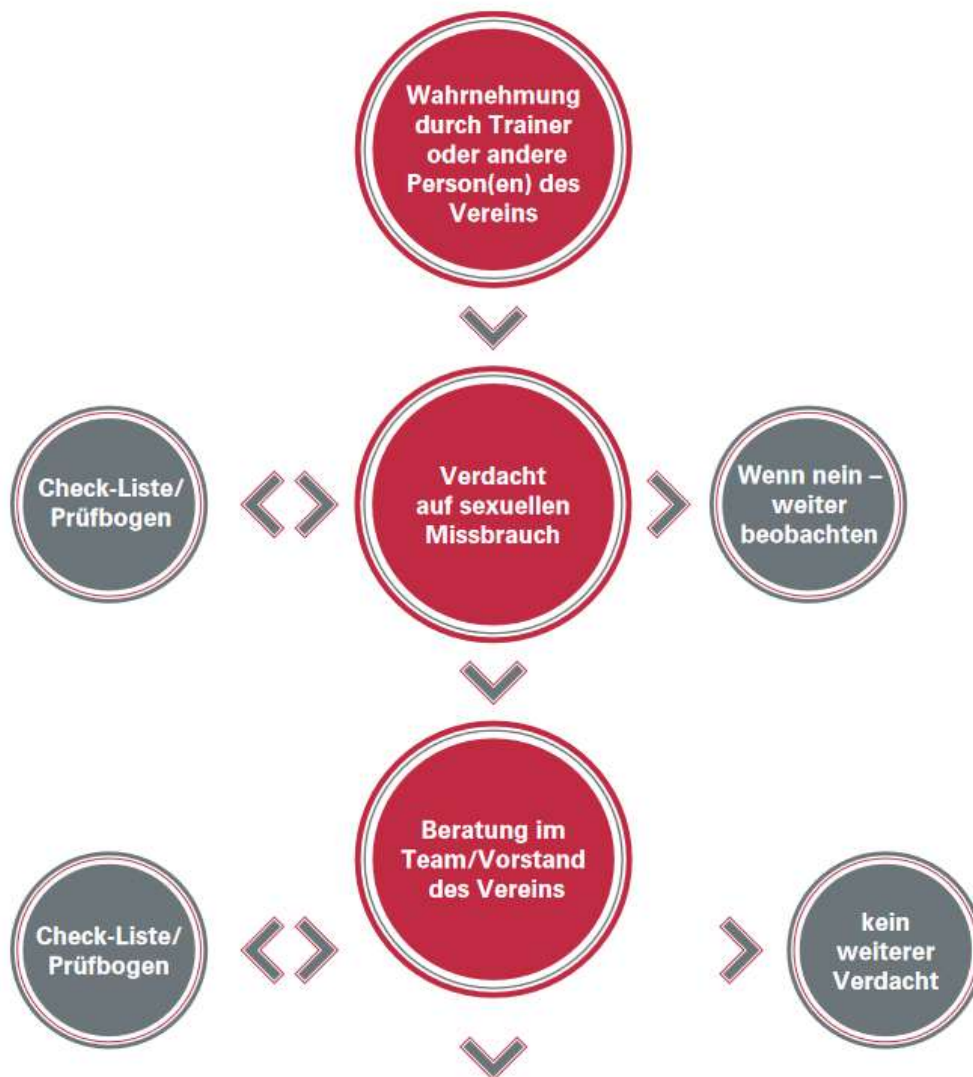 Wahrnehmung
durch Trainer
oder andere
Person(en) des
Vereins
Check-Liste/
Prüfbogen
Verdacht
auf sexuellen
Missbrauch
Wenn nein –
weiter
beobachten
Check-Liste/
Prüfbogen
Beratung im
Team/Vorstand
des Vereins
kein
weiterer
Verdacht